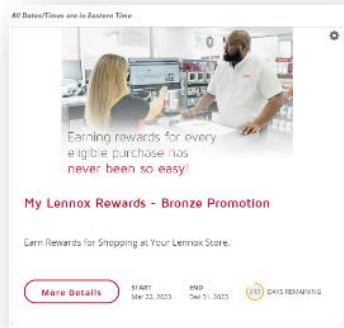 All Dates/Times are in Eastern Time
Earning rewards for every
eligible purchase has
never been so easy!
My Lennox Rewards - Bronze Promotion
Earn Rewards for Shopping at Your Lennox Store.
More Details
START
Mar 22, 2023
END
Dec 31, 2023
DAYS REMAINING